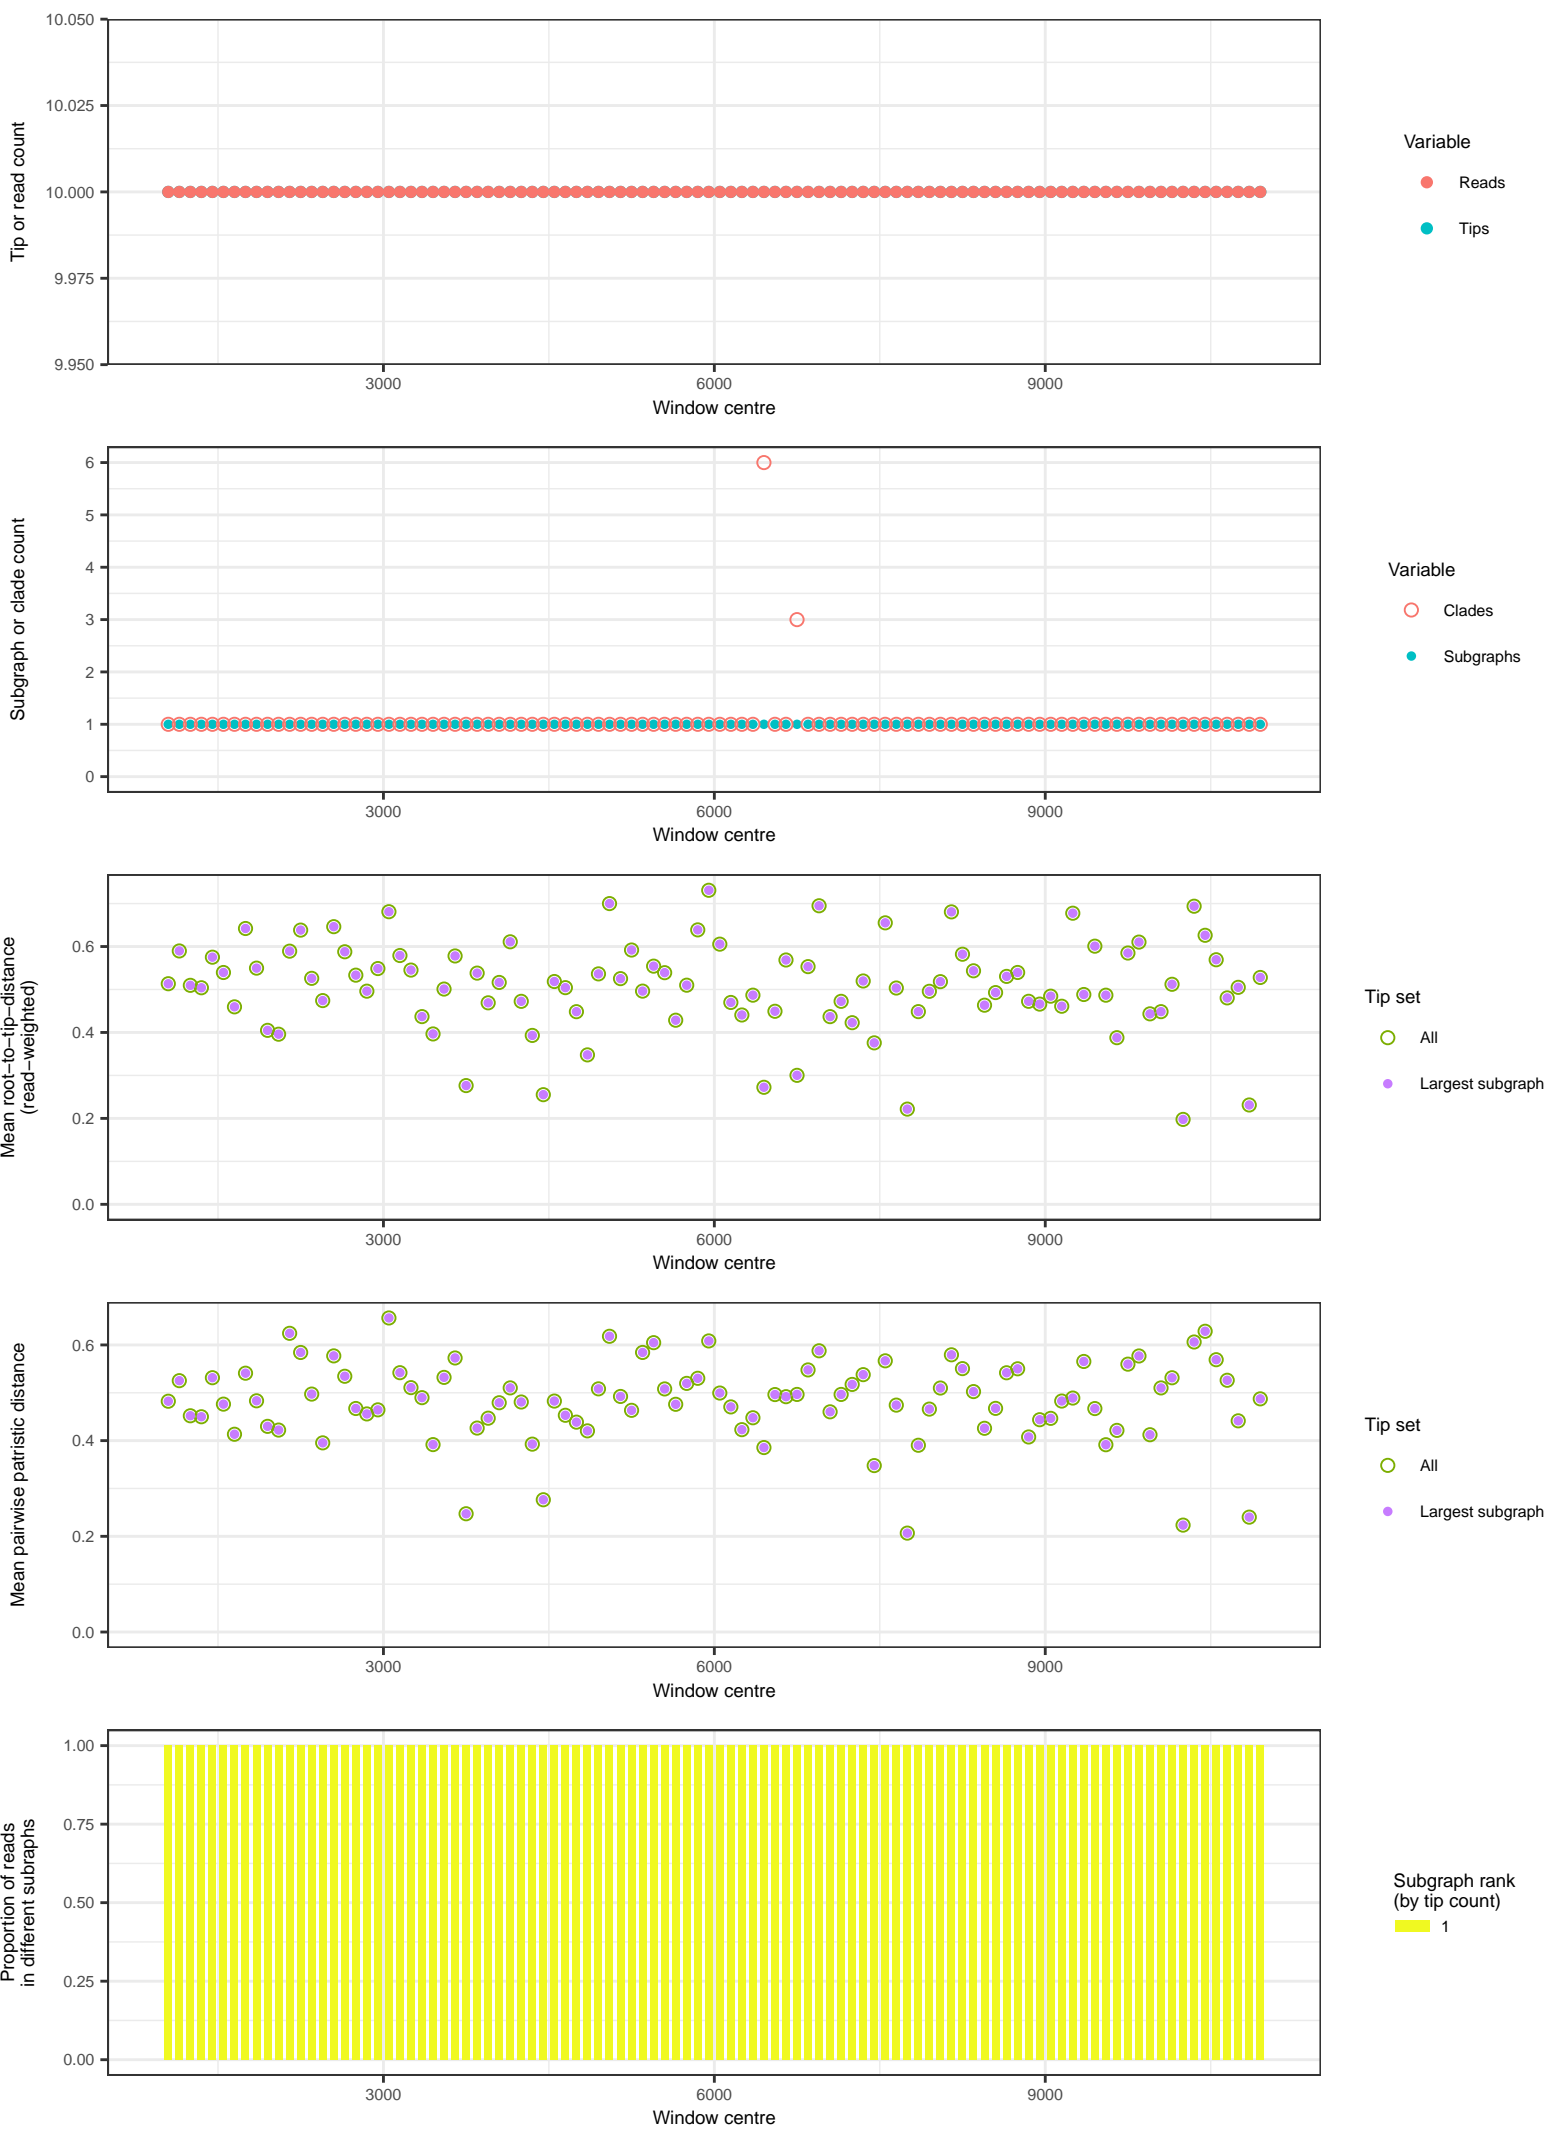 10.050
10.025
10.000
9.975
9.950
Tip or read count
3000
6000
9000
Window centre
Variable
Reads
Tips
6
5
4
3
2
1
0
Subgraph or clade count
3000
6000
9000
Window centre
Variable
Clades
Subgraphs
0.6
0.4
0.2
0.0
Mean root−to−tip−distance
(read−weighted)
3000
6000
9000
Window centre
Tip set
All
Largest subgraph
0.6
0.4
0.2
0.0
Mean pairwise patristic distance
3000
6000
9000
Window centre
Tip set
All
Largest subgraph
1.00
0.75
0.50
0.25
0.00
Proportion of reads
in different subraphs
3000
6000
9000
Window centre
Subgraph rank
(by tip count)
1